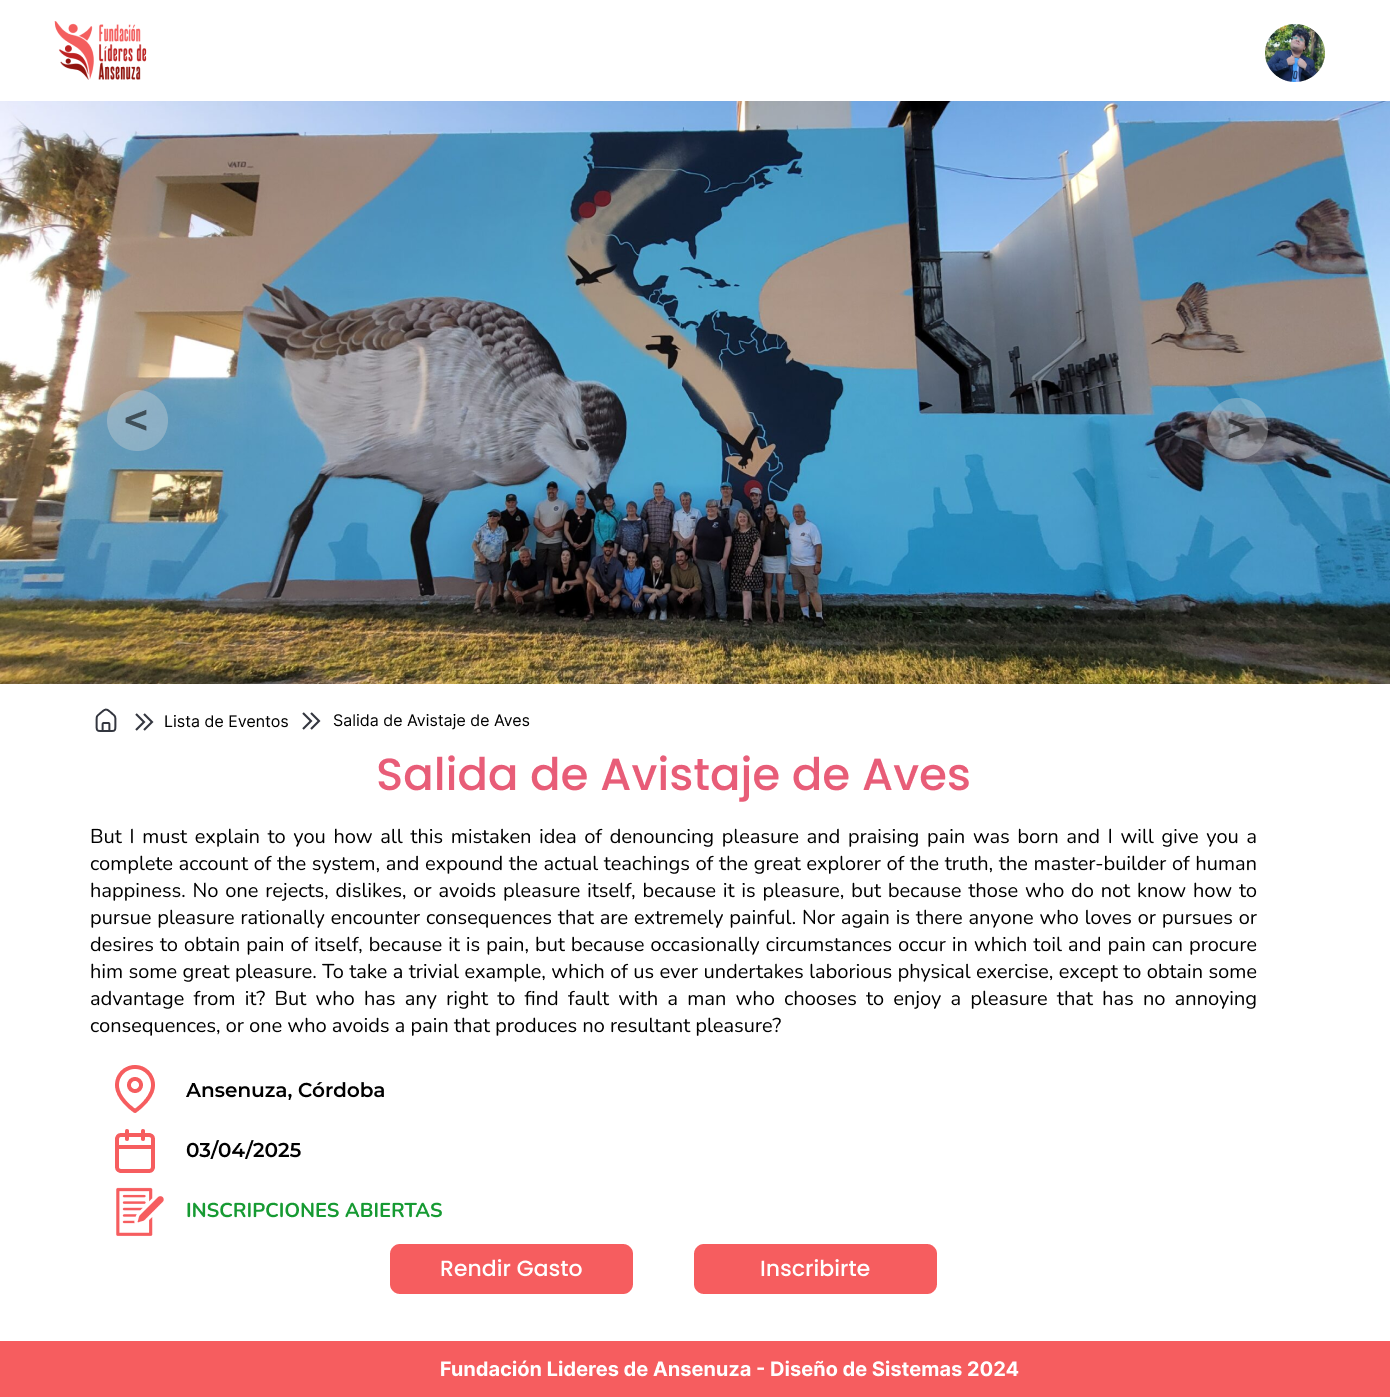 Fundación
Lideres de
Ansenuza
<
>
Lista de Eventos
Salida de Avistaje de Aves
Salida de Avistaje de Aves
But I must explain to you how all this mistaken idea of denouncing pleasure and praising pain was born and I will give you a
complete account of the system, and expound the actual teachings of the great explorer of the truth, the master-builder of human
happiness. No one rejects, dislikes, or avoids pleasure itself, because it is pleasure, but because those who do not know how to
pursue pleasure rationally encounter consequences that are extremely painful. Nor again is there anyone who loves or pursues or
desires to obtain pain of itself, because it is pain, but because occasionally circumstances occur in which toil and pain can procure
him some great pleasure. To take a trivial example, which of us ever undertakes laborious physical exercise, except to obtain some
advantage from it? But who has any right to find fault with a man who chooses to enjoy a pleasure that has no annoying
consequences, or one who avoids a pain that produces no resultant pleasure?
Ansenuza, Córdoba
03/04/2025
INSCRIPCIONES ABIERTAS
Rendir Gasto
Inscribirte
Fundación Lideres de Ansenuza - Diseño de Sistemas 2024